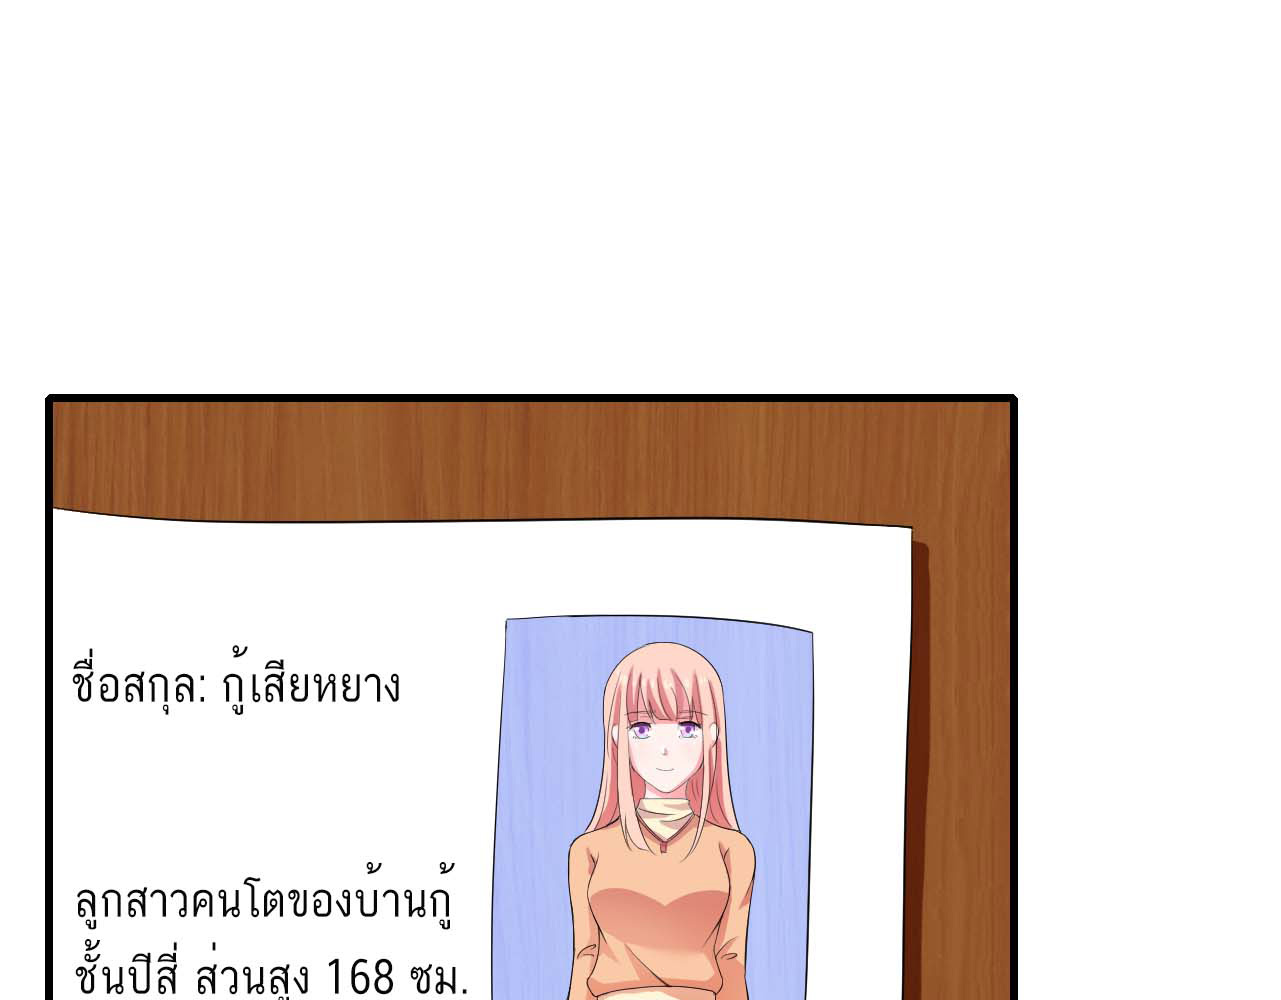 ชื่อสกุล: กู้เสียหยาง
ลูกสาวคนโตของบ้านกู้
ชั้นปีสี่ ส่วนสูง 168 ซม.